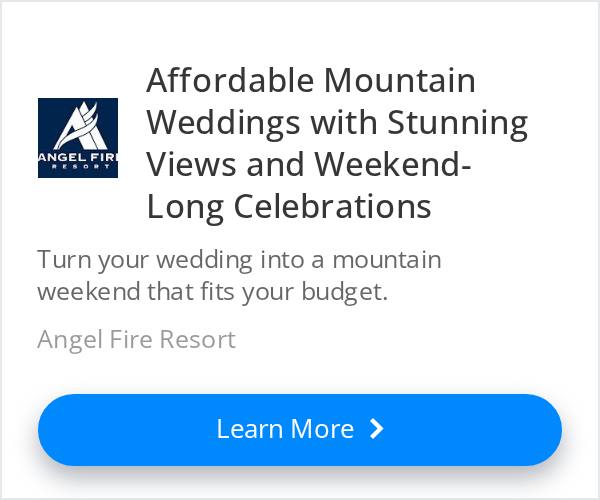 Affordable Mountain
Weddings with Stunning
Views and Weekend-
Long Celebrations
ANGEL FIRE
RESORT
Turn your wedding into a mountain
weekend that fits your budget.
Angel Fire Resort
Learn More